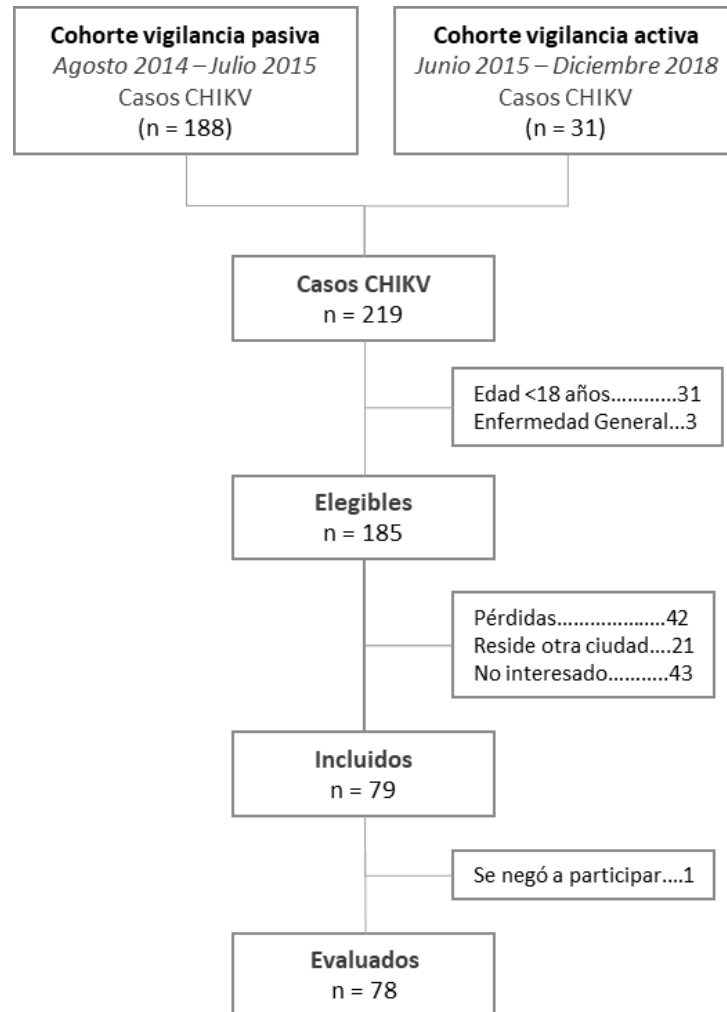 Cohorte vigilancia pasiva
Agosto 2014 – Julio 2015
Casos CHIKV
(n = 188)
Cohorte vigilancia activa
Junio 2015 – Diciembre 2018
Casos CHIKV
(n = 31)
Casos CHIKV
n = 219
Edad <18 años............31
Enfermedad General...3
Elegibles
n = 185
Pérdidas.....................42
Reside otra ciudad....21
No interesado...........43
Incluidos
n = 79
Se negó a participar....1
Evaluados
n = 78